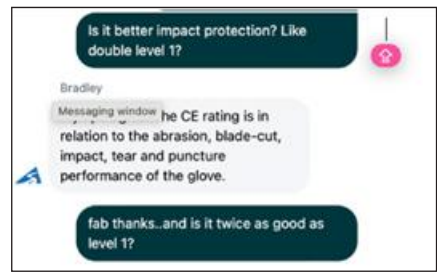 Is it better impact protection? Like
double level 1?
Bradley
Messaging window
he CE rating is in
relation to the abrasion, blade-cut,
impact, tear and puncture
performance of the glove.
fab thanks..and is it twice as good as
level 1?